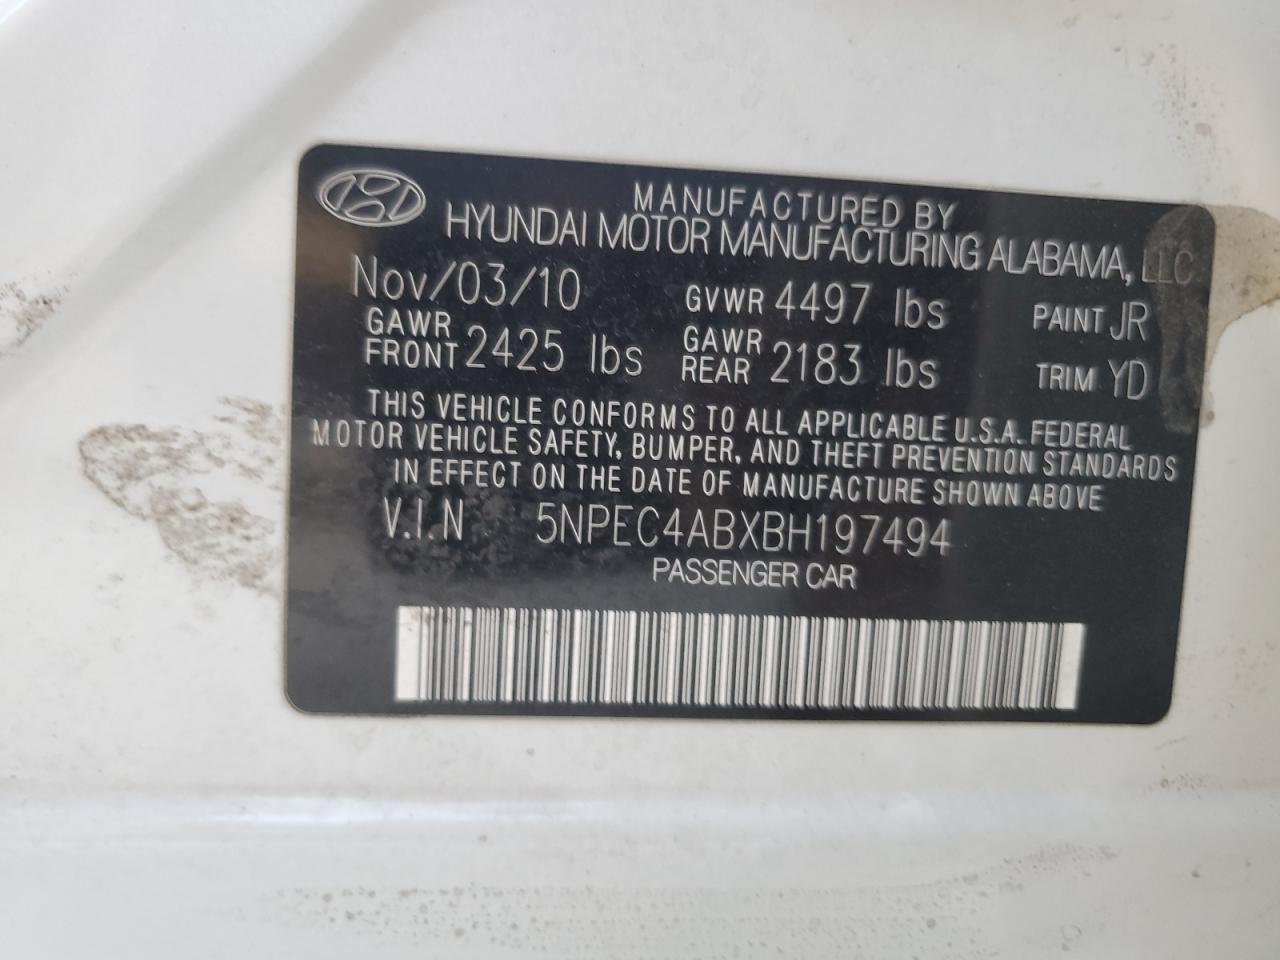 MANUFACTURED BY
HYUNDAI MOTOR MANUFACTURING ALABAMA, LLC
Nov/03/10 GVWR 4497 lbs PAINT JR
GAWR FRONT 2425 lbs GAWR REAR 2183 lbs TRIM YD
THIS VEHICLE CONFORMS TO ALL APPLICABLE U.S.A. FEDERAL
MOTOR VEHICLE SAFETY, BUMPER, AND THEFT PREVENTION STANDARDS
IN EFFECT ON THE DATE OF MANUFACTURE SHOWN ABOVE
V.I.N 5NPEC4ABXBH197494
PASSENGER CAR